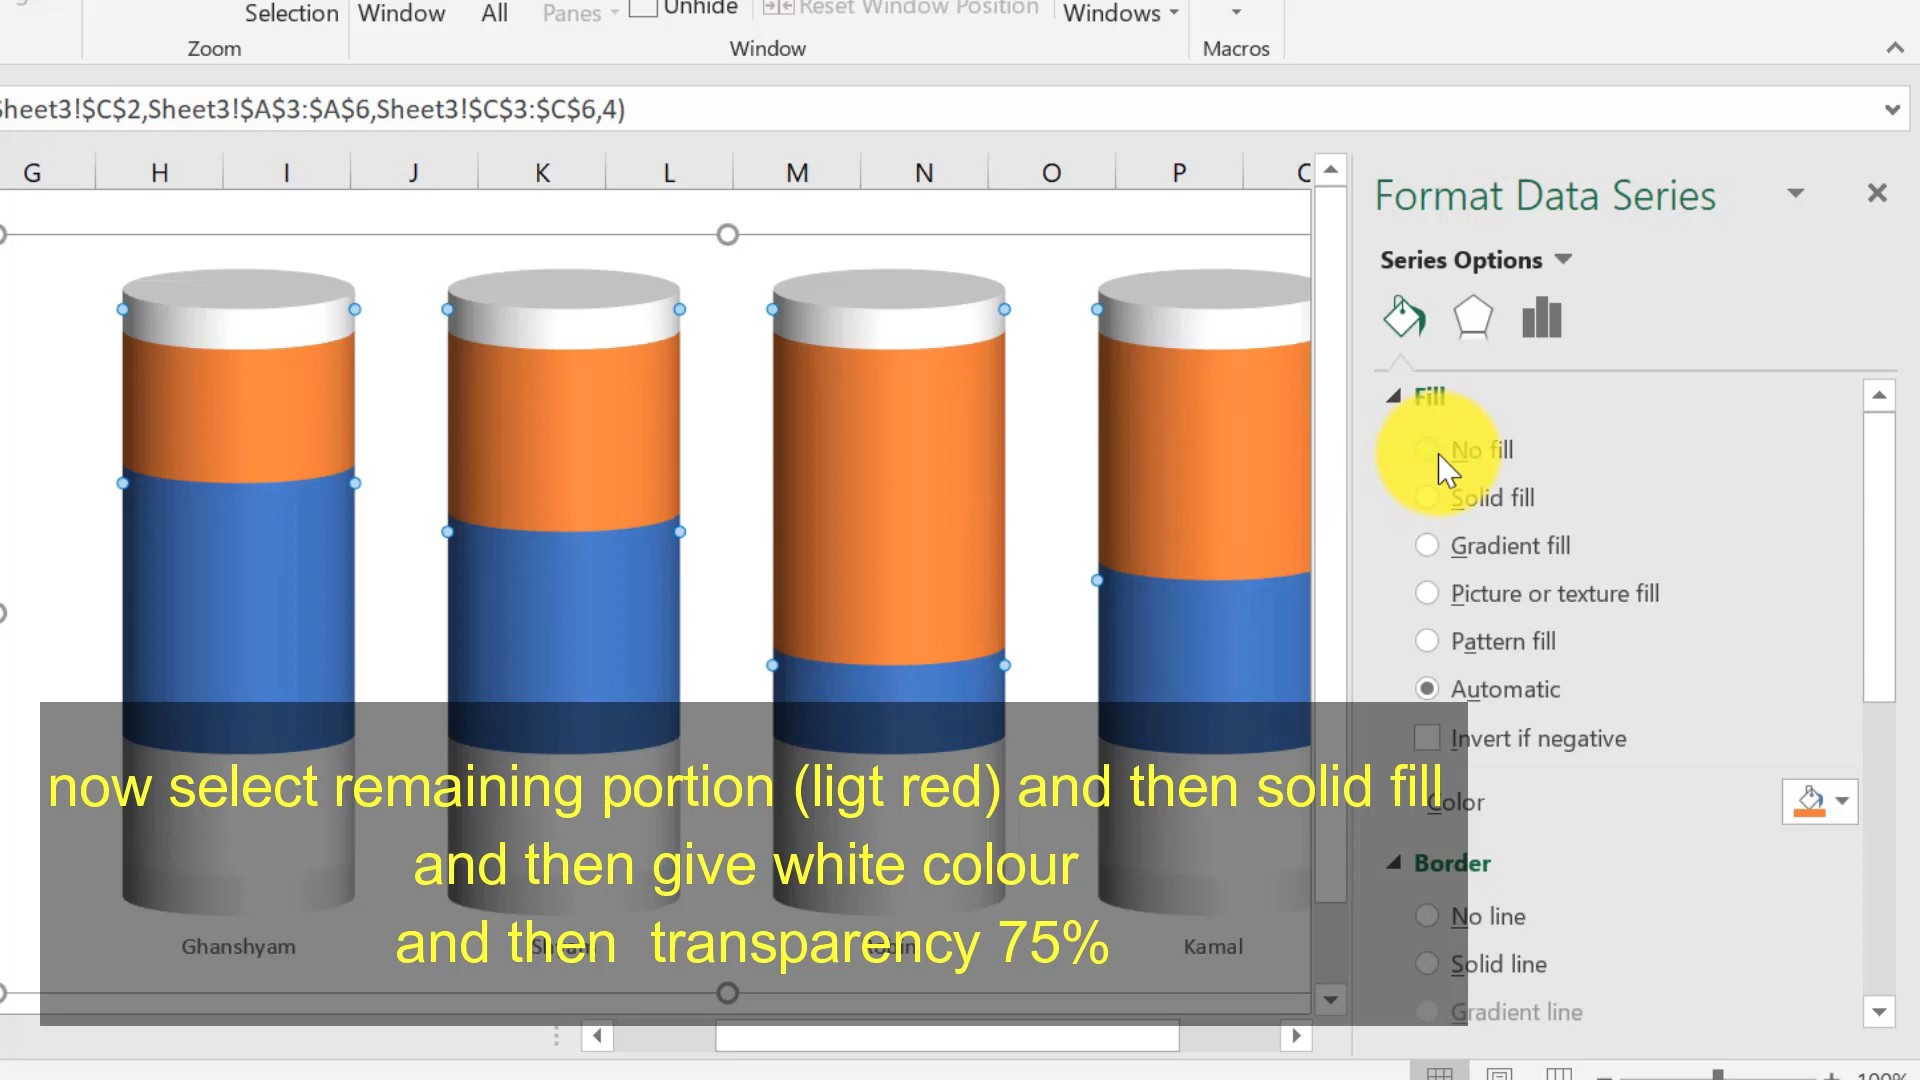 Selection Window All Panes Unhide Reset Window Position Windows
Zoom Window Macros
Sheet3!$C$2,Sheet3!$A$3:$A$6,Sheet3!$C$3:$C$6,4)
G H I J K L M N O P
Format Data Series
Series Options
Fill
No fill
Solid fill
Gradient fill
Picture or texture fill
Pattern fill
Automatic
Invert if negative
Color
Border
No line
Solid line
Gradient line
now select remaining portion (ligt red) and then solid fill
and then give white colour
and then transparency 75%
Ghanshyam
Kamal
100%